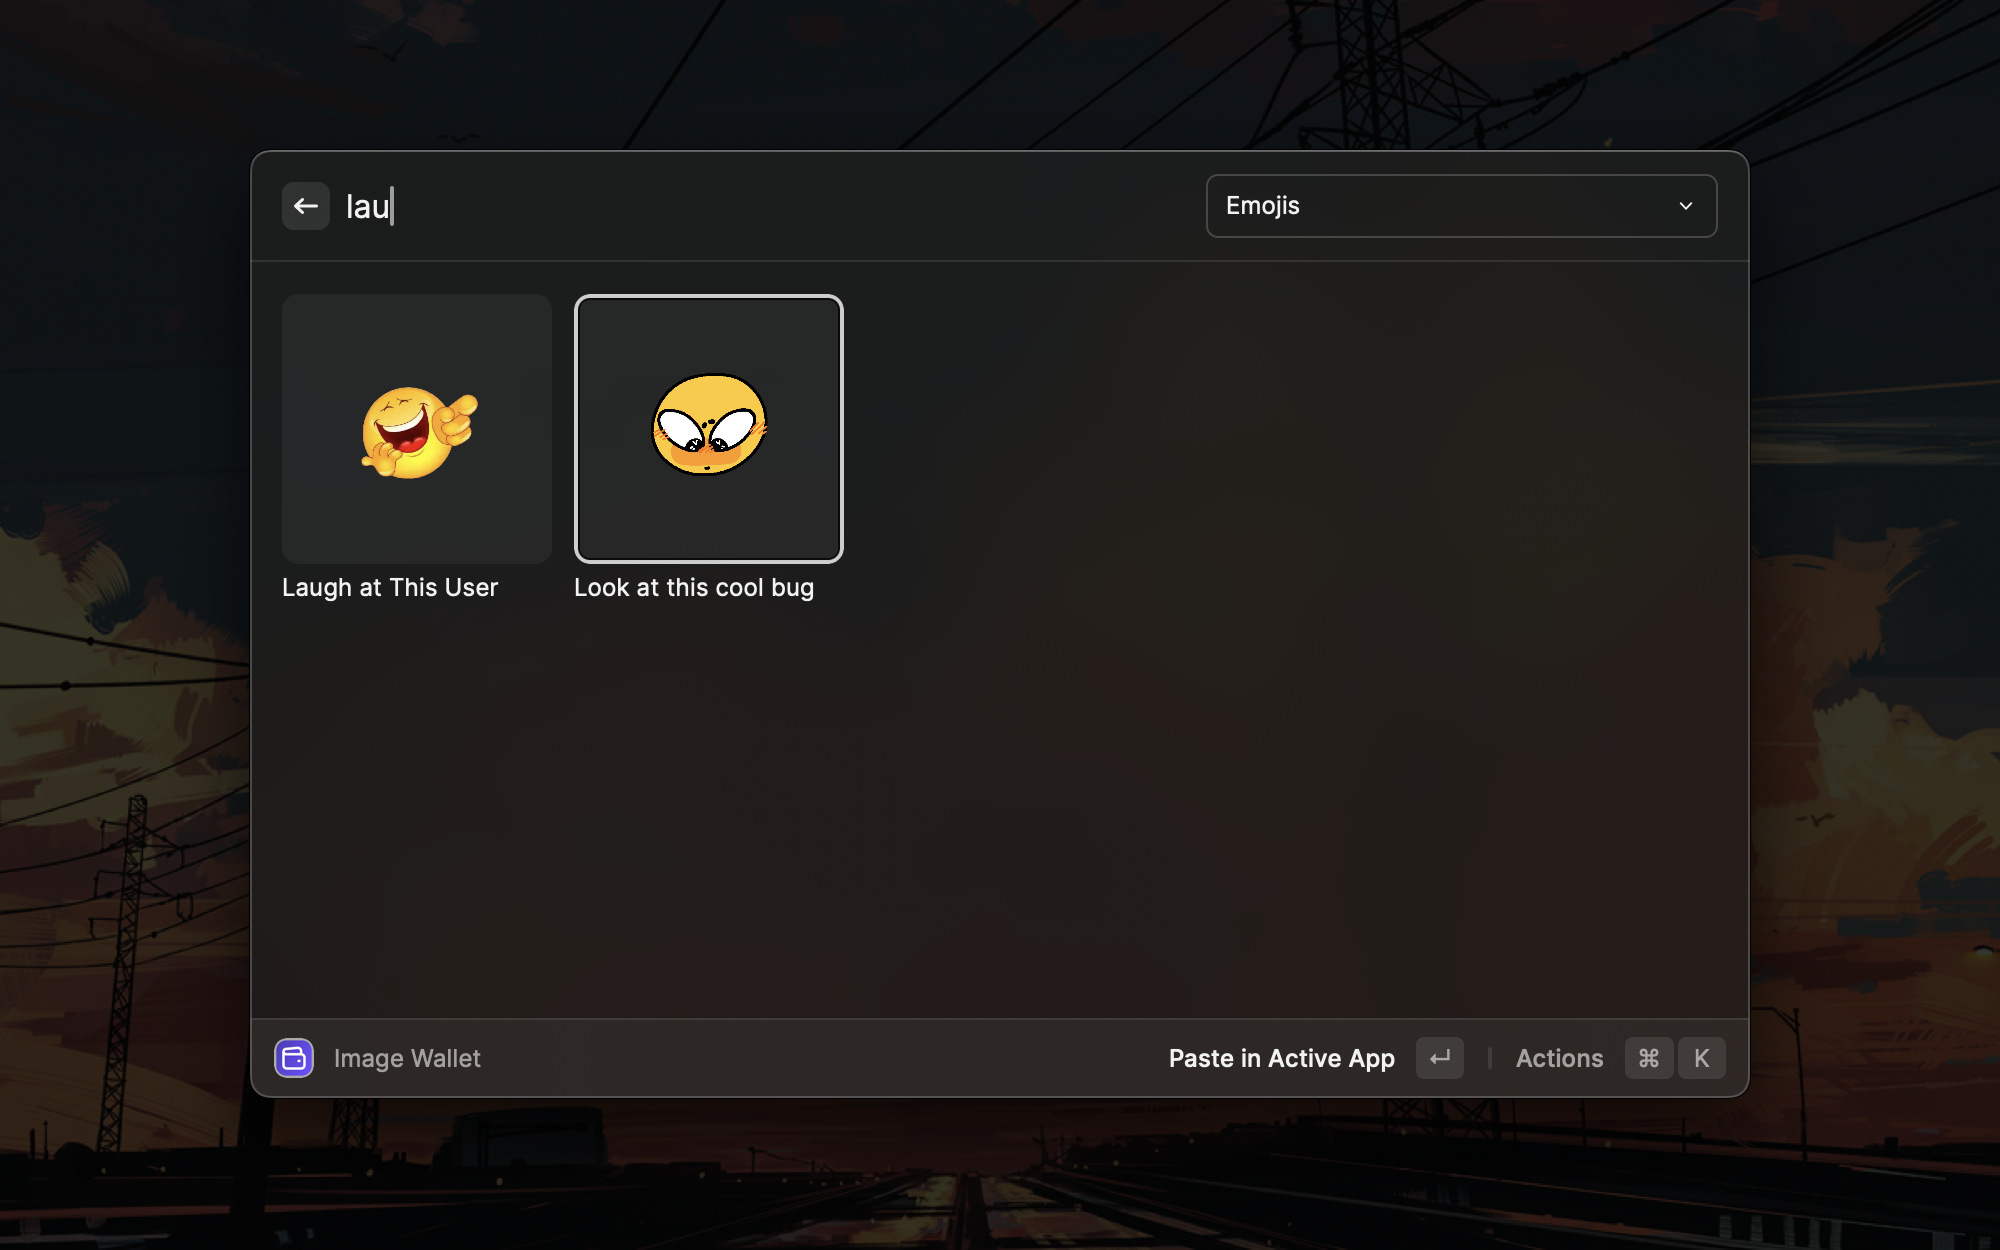 lau
Emojis
Laugh at This User
Look at this cool bug
Image Wallet
Paste in Active App
Actions
⌘ K